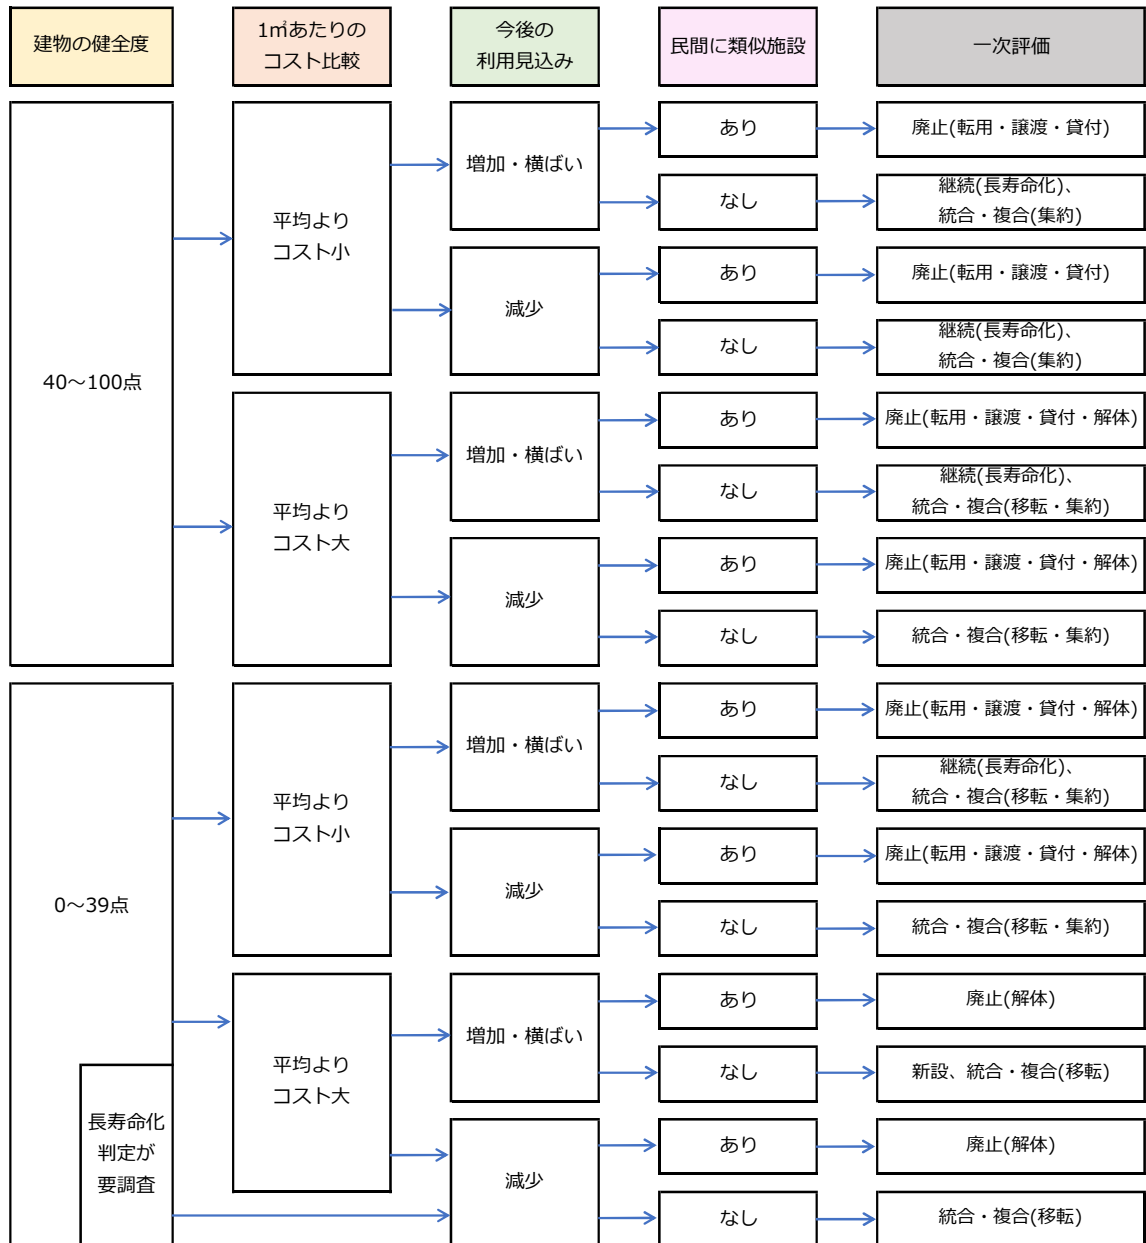 建物の健全度
1㎡あたりの
コスト比較
今後の
利用見込み
民間に類似施設
一次評価
40～100点
平均より
コスト小
増加・横ばい
あり
廃止(転用・譲渡・貸付)
なし
継続(長寿命化)、
統合・複合(集約)
減少
あり
廃止(転用・譲渡・貸付)
なし
継続(長寿命化)、
統合・複合(集約)
平均より
コスト大
増加・横ばい
あり
廃止(転用・譲渡・貸付・解体)
なし
継続(長寿命化)、
統合・複合(移転・集約)
減少
あり
廃止(転用・譲渡・貸付・解体)
なし
統合・複合(移転・集約)
0～39点
平均より
コスト小
増加・横ばい
あり
廃止(転用・譲渡・貸付・解体)
なし
継続(長寿命化)、
統合・複合(移転・集約)
減少
あり
廃止(転用・譲渡・貸付・解体)
なし
統合・複合(移転・集約)
平均より
コスト大
増加・横ばい
あり
廃止(解体)
なし
新設、統合・複合(移転)
長寿命化
判定が
要調査
減少
あり
廃止(解体)
なし
統合・複合(移転)